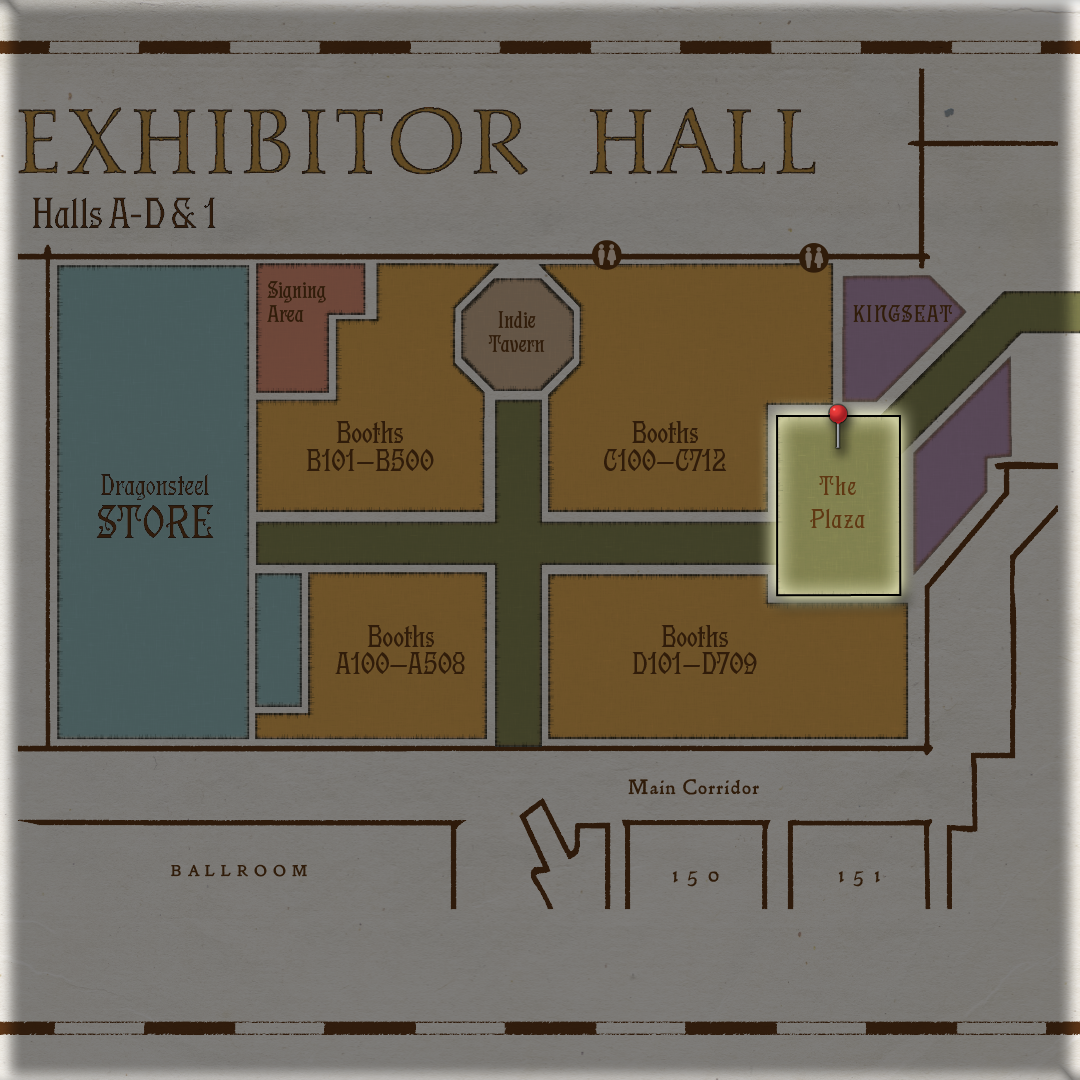 EXHIBITOR HALL
Halls A-D & 1
Signing
Area
Indie
Tavern
KINGSEAT
Booths
B101–B500
Booths
C100–C712
Dragonsteel
STORE
The
Plaza
Booths
A100–A508
Booths
D101–D709
Main Corridor
BALLROOM
150
151